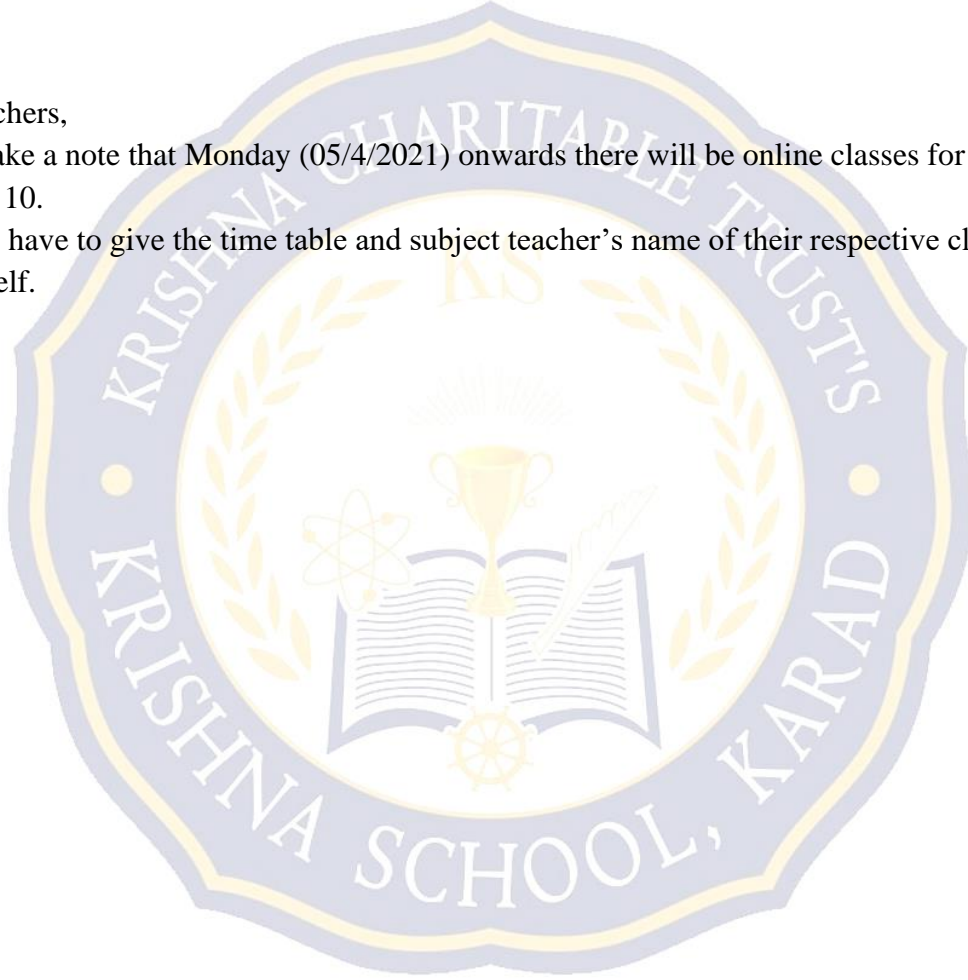 chers,
ake a note that Monday (05/4/2021) onwards there will be online classes for
10.
have to give the time table and subject teacher's name of their respective cl
elf.
KRISHNA CHARITABLE TRUST'S
KS
KRISHNA SCHOOL, KARAD